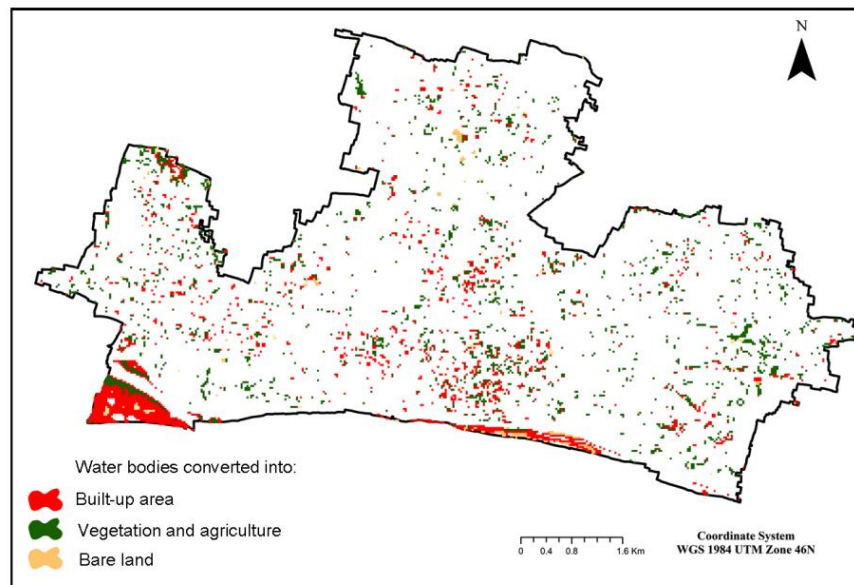 N
Water bodies converted into:
Built-up area
Vegetation and agriculture
Bare land
0 0.4 0.8 1.6 Km
Coordinate System
WGS 1984 UTM Zone 46N